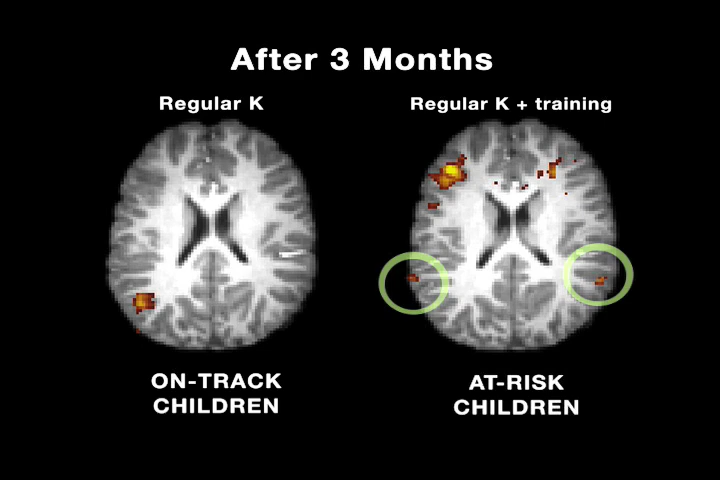 After 3 Months
Regular K
Regular K + training
ON-TRACK
CHILDREN
AT-RISK
CHILDREN